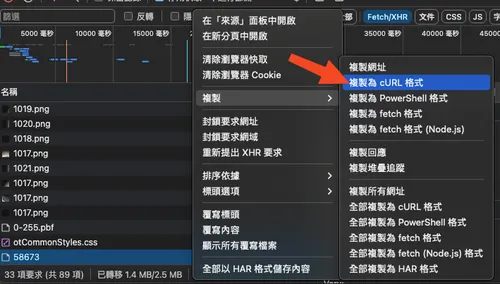 篩選
反轉
Fetch/XHR
文件
CSS
JS
5000 毫秒
10000 毫秒
15000 毫秒
40000 毫秒
45000 毫秒
名稱
1019.png
1020.png
1018.png
1017.png
1021.png
1017.png
1017.png
0-255.pbf
otCommonStyles.css
58673
33 項要求 (共 89 項)
已轉移 1.4 MB/2.5 MB
在「來源」面板中開啟
在新分頁中開啟
清除瀏覽器快取
清除瀏覽器 Cookie
複製
封鎖要求網址
封鎖要求網域
重新提出 XHR 要求
排序依據
標頭選項
覆寫標頭
覆寫內容
顯示所有覆寫檔案
全部以 HAR 格式儲存內容
複製網址
複製為 cURL 格式
複製為 PowerShell 格式
複製為 fetch 格式
複製為 fetch 格式 (Node.js)
複製回應
複製堆疊追蹤
複製所有網址
全部複製為 cURL 格式
全部複製為 PowerShell 格式
全部複製為 fetch 格式
全部複製為 fetch 格式 (Node.js)
全部複製為 HAR 格式